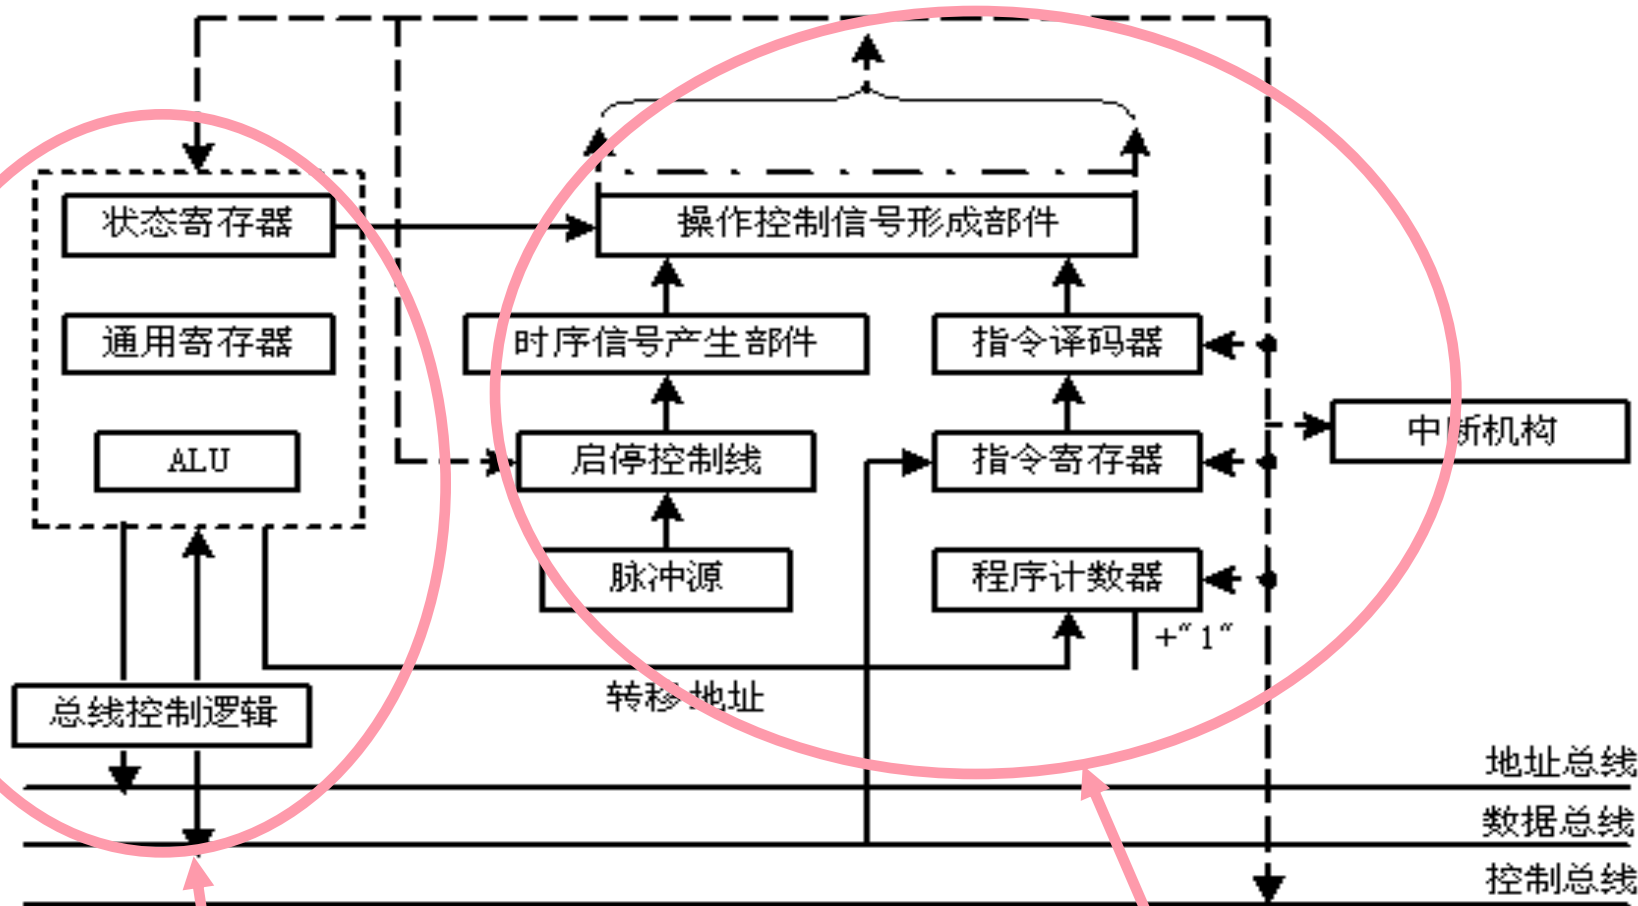 状态寄存器
操作控制信号形成部件
通用寄存器
时序信号产生部件
指令译码器
中断机构
ALU
启停控制线
指令寄存器
脉冲源
程序计数器
+"1"
转移地址
总线控制逻辑
地址总线
数据总线
控制总线